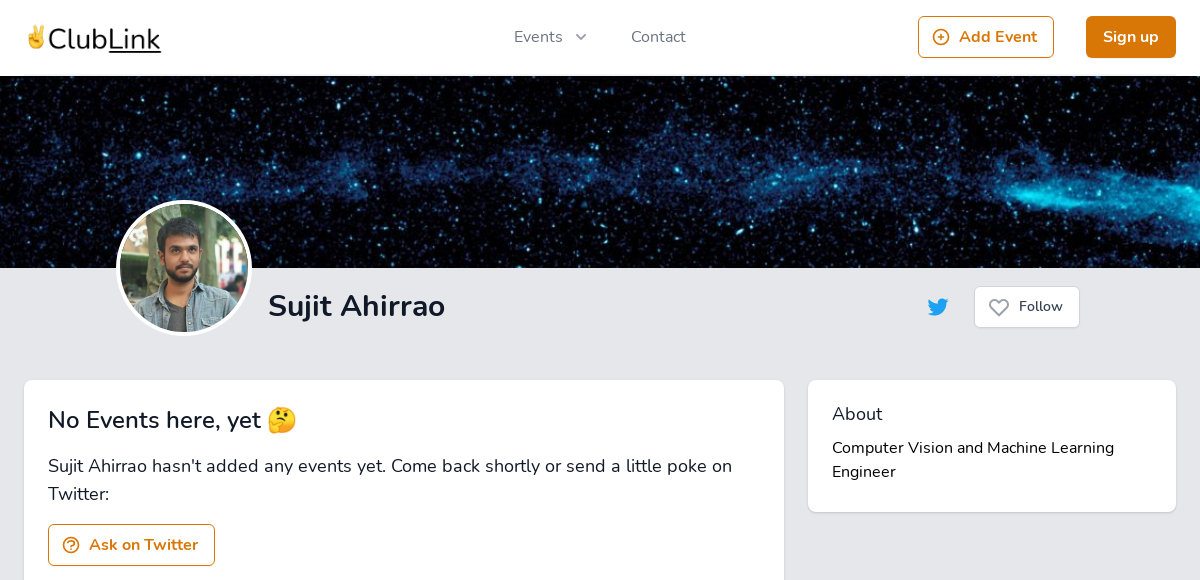 ✌️ClubLink
Events
Contact
Add Event
Sign up
Sujit Ahirrao
Follow
No Events here, yet 🤔
Sujit Ahirrao hasn't added any events yet. Come back shortly or send a little poke on
Twitter:
Ask on Twitter
About
Computer Vision and Machine Learning
Engineer